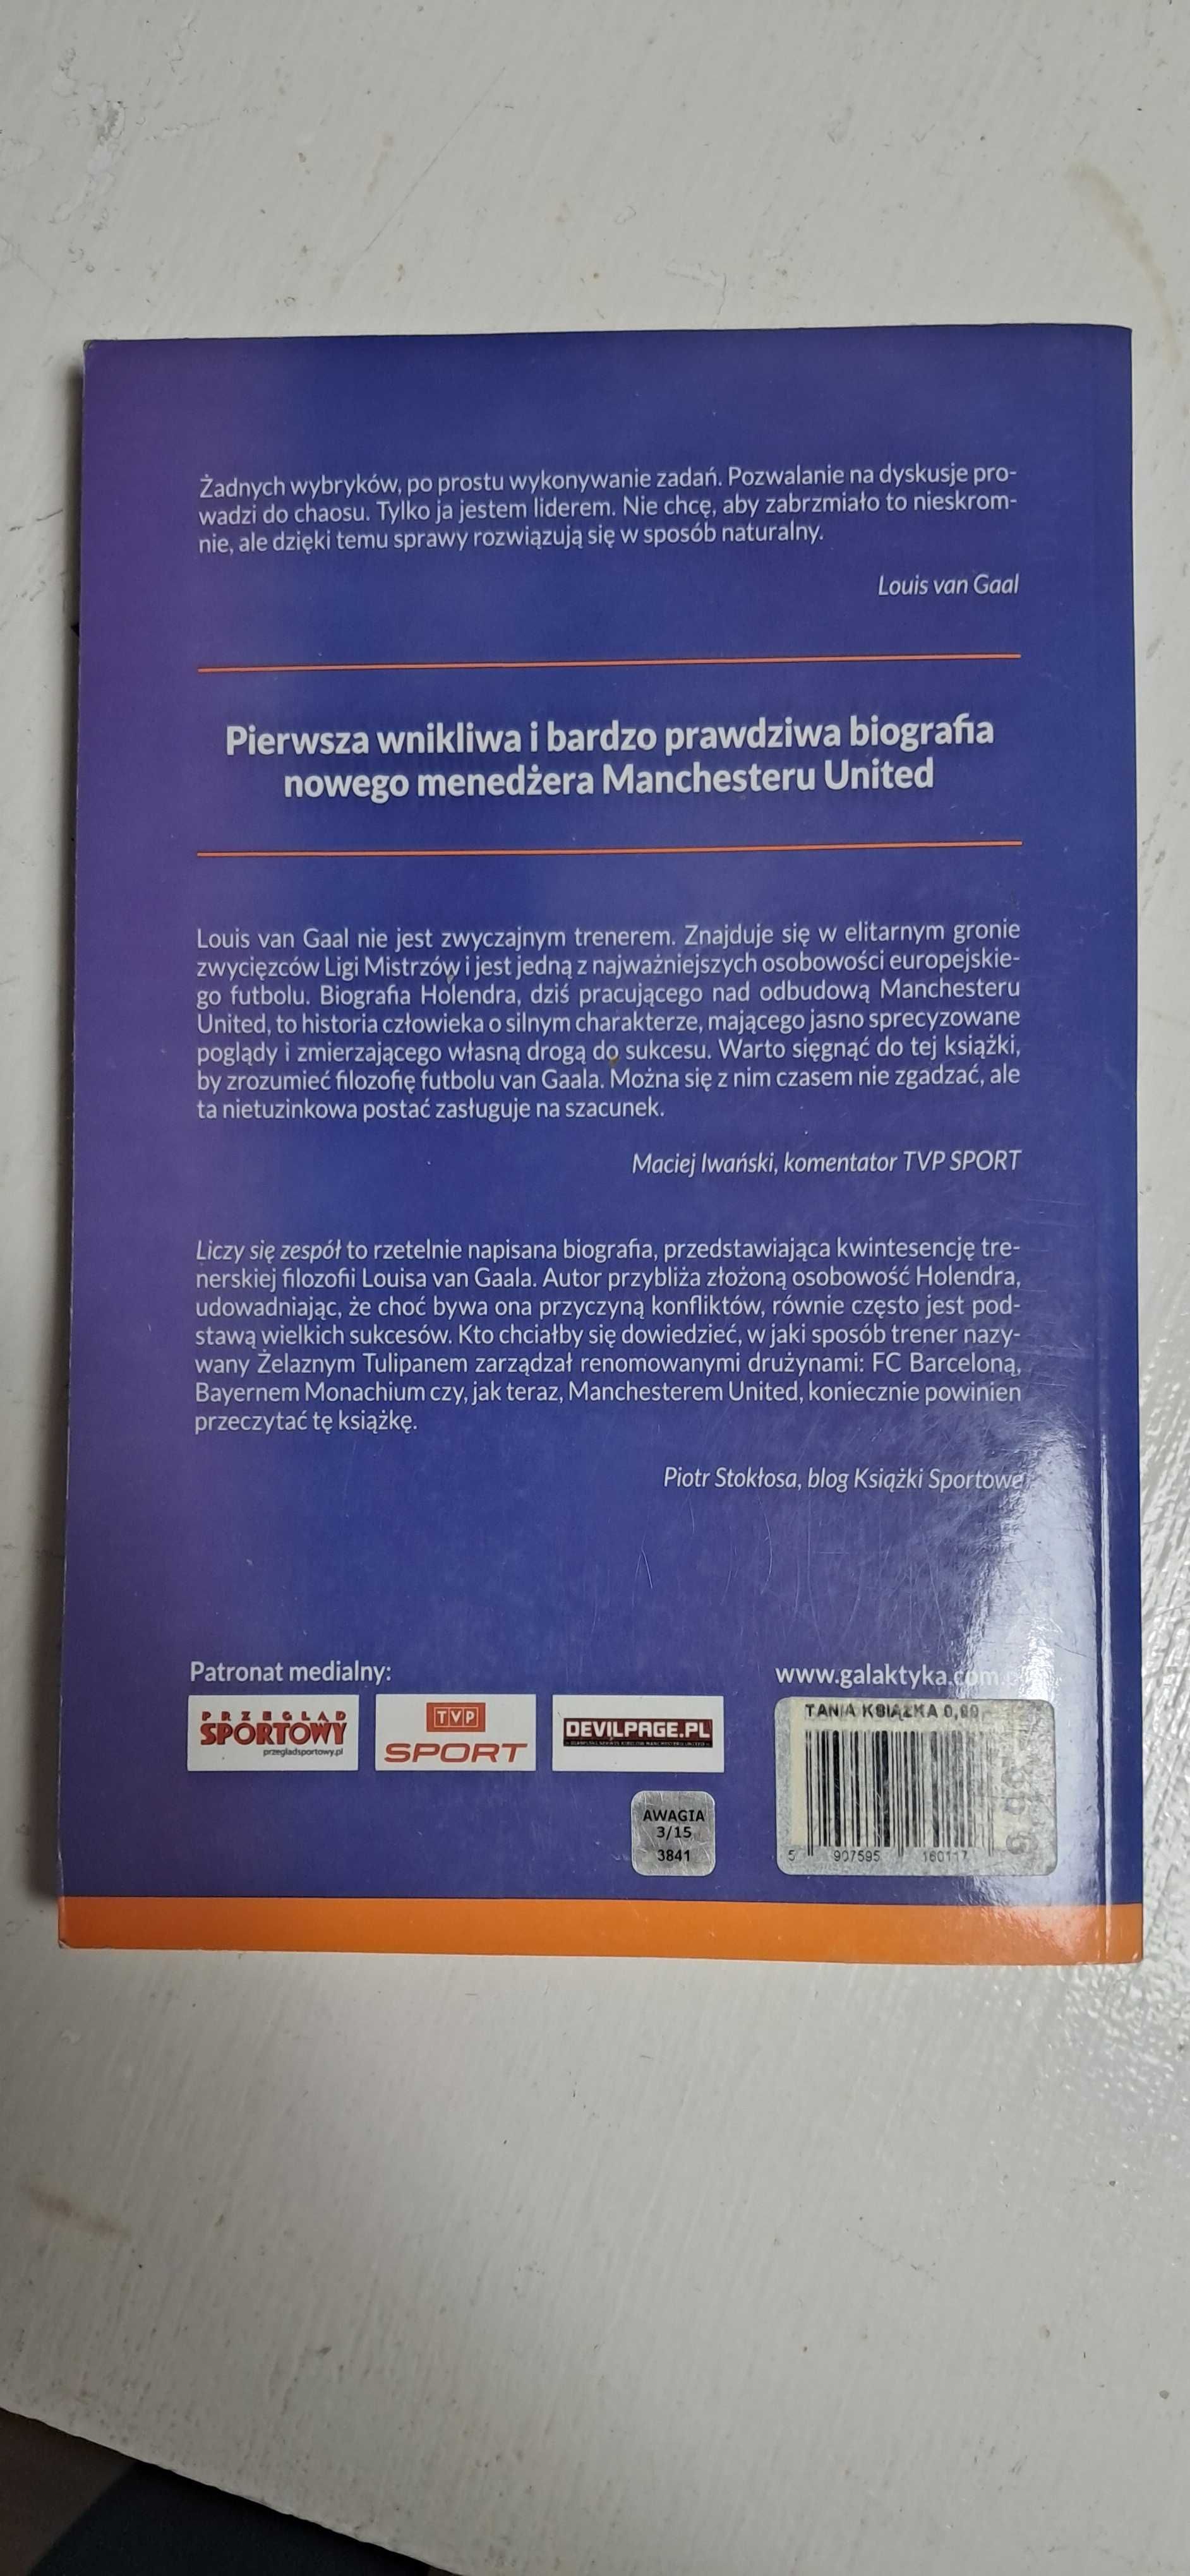 Żadnych wybryków, po prostu wykonywanie zadań. Pozwalanie na dyskusje pro-
wadzi do chaosu. Tylko ja jestem liderem. Nie chcę, aby zabrzmiało to nieskrom-
nie, ale dzięki temu sprawy rozwiązują się w sposób naturalny.
Louis van Gaal
Pierwsza wnikliwa i bardzo prawdziwa biografia
nowego menedżera Manchesteru United
Louis van Gaal nie jest zwyczajnym trenerem. Znajduje się w elitarnym gronie
zwycięzców Ligi Mistrzów i jest jedną z najważniejszych osobowości europejskie-
go futbolu. Biografia Holendra, dziś pracującego nad odbudową Manchesteru
United, to historia człowieka o silnym charakterze, mającego jasno sprecyzowane
poglądy i zmierzającego własną drogą do sukcesu. Warto sięgnąć do tej książki,
by zrozumieć filozofię futbolu van Gaala. Można się z nim czasem nie zgadzać, ale
ta nietuzinkowa postać zasługuje na szacunek.
Maciej Iwański, komentator TVP SPORT
Liczy się zespół to rzetelnie napisana biografia, przedstawiająca kwintesencję tre-
nerskiej filozofii Louisa van Gaala. Autor przybliża złożoną osobowość Holendra,
udowadniając, że choć bywa ona przyczyną konfliktów, równie często jest pod-
stawą wielkich sukcesów. Kto chciałby się dowiedzieć, w jaki sposób trener nazy-
wany Żelaznym Tulipanem zarządzał renomowanymi drużynami: FC Barceloną,
Bayernem Monachium czy, jak teraz, Manchesterem United, koniecznie powinien
przeczytać tę książkę.
Piotr Stokłosa, blog Książki Sportowe
Patronat medialny:
www.galaktyka.com.
PRZEGLĄD
SPORTOWY
przegladsportowy.pl
TVP
SPORT
DEVILPAGE.PL
TANIA KSIĄŻKA
5 907595 160117
AWAGIA
3/15
3841